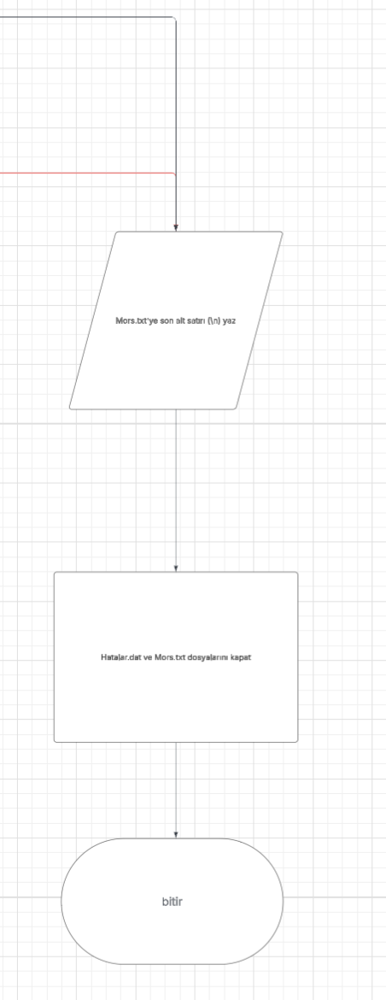 Mors.txt'ye son alt satırı (\n) yaz
Hatalar.dat ve Mors.txt dosyalarını kapat
bitir